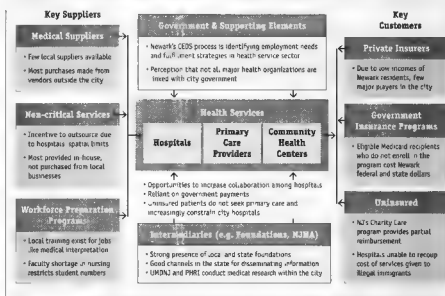 Key Suppliers
Medical Suppliers
• Few local suppliers available
• Most purchases made from
vendors outside the city
Non-critical Services
• Incentive to outsource due
to hospitals' spatial limits
• Most provided in-house,
not purchased from local
businesses
Workforce Preparation
Programs
• Local training exist for jobs
like medical interpretation
• Faculty shortage in nursing
restricts student numbers
Government & Supporting Elements
• Newark's CEDS process is identifying employment needs
and fulfillment strategies in health service sector
• Perception that not all major health organizations are
linked with city government
Health Services
Hospitals
Primary
Care
Providers
Community
Health
Centers
• Opportunities to increase collaboration among hospitals
• Reliant on government payments
• Uninsured patients do not seek primary care and
increasingly constrain city hospitals
Intermediaries (e.g. Foundations, NJHA)
• Strong presence of local and state foundations
• Good channels in the state for disseminating information
• UMDNJ and PHRI conduct medical research within the city
Key
Customers
Private Insurers
• Due to low incomes of
Newark residents, few
major players in the city
Government
Insurance Programs
• Eligible Medicaid recipients
who do not enroll in the
program cost Newark
federal and state dollars
Uninsured
• NJ's Charity Care
program provides partial
reimbursement
• Hospitals unable to recoup
cost of services given to
illegal immigrants